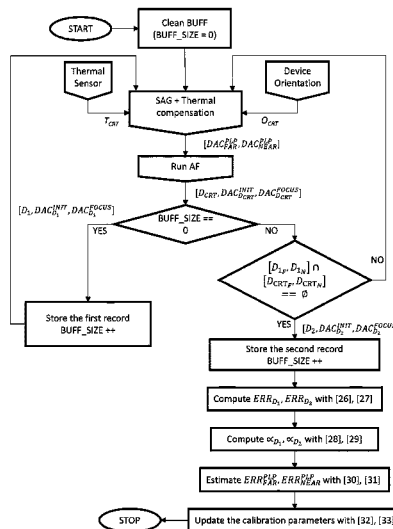 START
Clean BUFF
(BUFF_SIZE = 0)
Thermal
Sensor
Device
Orientation
SAG + Thermal
compensation
T_CRT
O_CRT
[DAC^PLP_FAR, DAC^PLP_NEAR]
Run AF
[D_CRT, DAC^INIT_D_CRT, DAC^FOCUS_D_CRT]
[D_1, DAC^INIT_D_1, DAC^FOCUS_D_1]
BUFF_SIZE ==
0
YES
NO
[D_1F, D_1N] ∩
[D_CRT_F, D_CRT_N]
== ∅
NO
YES
[D_2, DAC^INIT_D_2, DAC^FOCUS_D_2]
Store the first record
BUFF_SIZE ++
Store the second record
BUFF_SIZE ++
Compute ERR_D_1, ERR_D_2 with [26], [27]
Compute ∝_D_1, ∝_D_2 with [28], [29]
Estimate ERR^PLP_FAR, ERR^PLP_NEAR with [30], [31]
STOP
Update the calibration parameters with [32], [33]